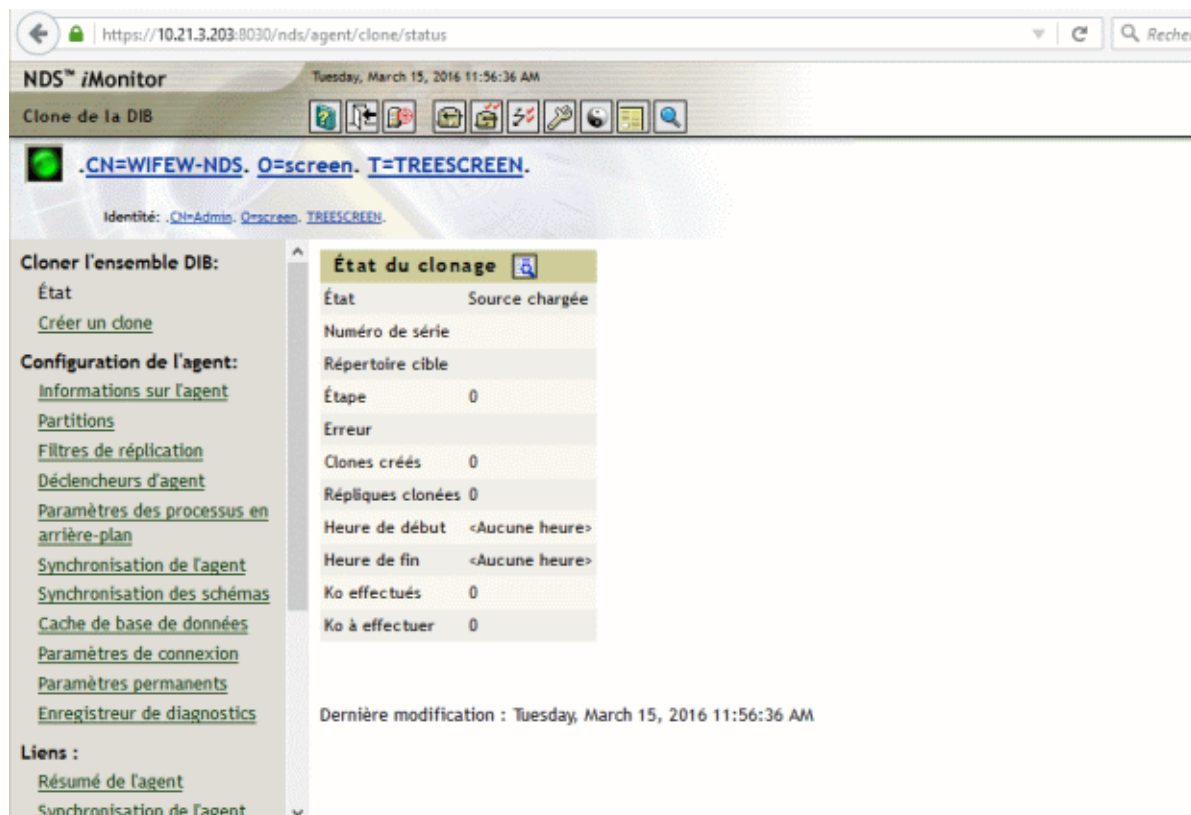 https://10.21.3.203:8030/nds/agent/clone/status
Recher
NDS™ iMonitor
Tuesday, March 15, 2016 11:56:36 AM
Clone de la DIB
.CN=WIFEW-NDS. O=screen. T=TREESCREEN.
Identité: .CN=Admin. O=screen. TREESCREEN.
Cloner l'ensemble DIB:
État
Créer un clone
Configuration de l'agent:
Informations sur l'agent
Partitions
Filtres de réplication
Déclencheurs d'agent
Paramètres des processus en
arrière-plan
Synchronisation de l'agent
Synchronisation des schémas
Cache de base de données
Paramètres de connexion
Paramètres permanents
Enregistreur de diagnostics
Liens :
Résumé de l'agent
Synchronisation de l'agent
État du clonage
État Source chargée
Numéro de série
Répertoire cible
Étape 0
Erreur
Clones créés 0
Répliques clonées 0
Heure de début <Aucune heure>
Heure de fin <Aucune heure>
Ko effectués 0
Ko à effectuer 0
Dernière modification : Tuesday, March 15, 2016 11:56:36 AM